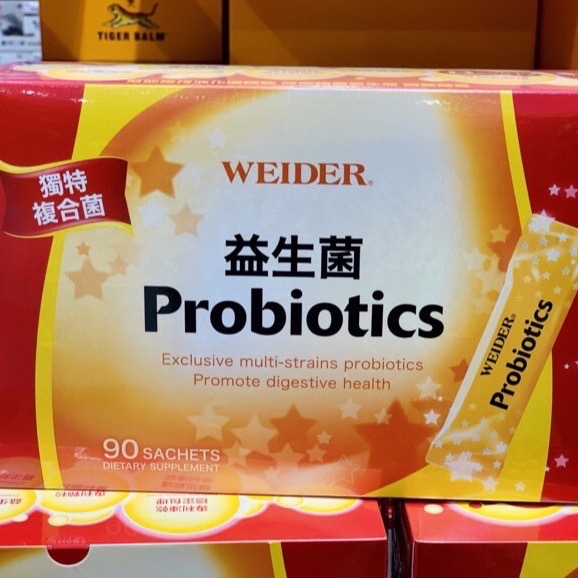 TIGER BALM
獨特
複合菌
WEIDER®
益生菌
Probiotics
Exclusive multi-strains probiotics
Promote digestive health
WEIDER®
Probiotics
90 SACHETS
DIETARY SUPPLEMENT